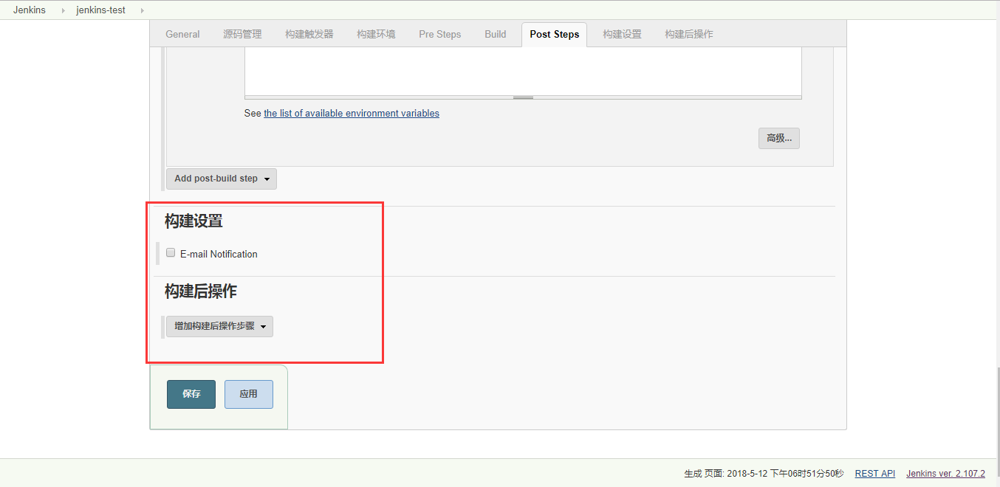 Jenkins jenkins-test
General 源码管理 构建触发器 构建环境 Pre Steps Build Post Steps 构建设置 构建后操作
See the list of available environment variables
高级...
Add post-build step
构建设置
E-mail Notification
构建后操作
增加构建后操作步骤
保存 应用
生成 页面: 2018-5-12 下午06时51分50秒 REST API Jenkins ver. 2.107.2